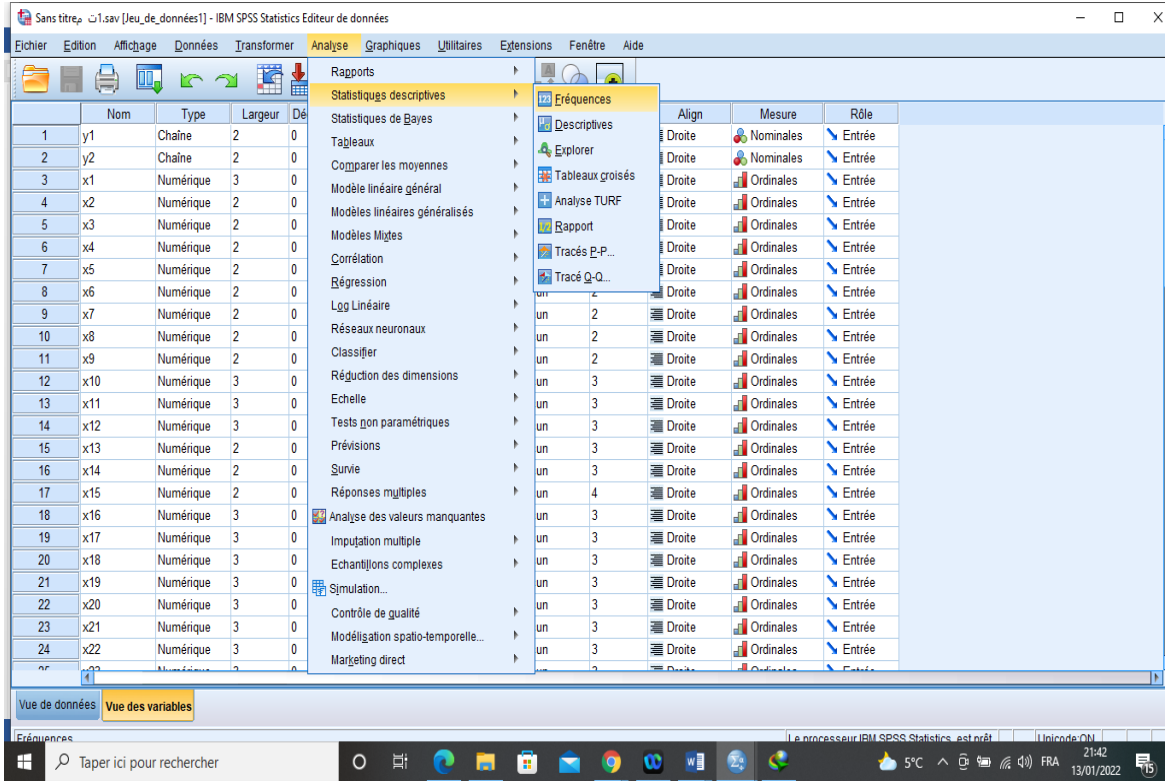 Sans titre1.sav [Jeu_de_données1] - IBM SPSS Statistics Editeur de données
Fichier Edition Affichage Données Transformer Analyse Graphiques Utilitaires Extensions Fenêtre Aide
Rapports
Statistiques descriptives
Statistiques de Bayes
Tableaux
Comparer les moyennes
Modèle linéaire général
Modèles linéaires généralisés
Modèles Mixtes
Corrélation
Régression
Log Linéaire
Réseaux neuronaux
Classifier
Réduction des dimensions
Echelle
Tests non paramétriques
Prévisions
Survie
Réponses multiples
Analyse des valeurs manquantes
Imputation multiple
Echantillons complexes
Simulation...
Contrôle de qualité
Modélisation spatio-temporelle...
Marketing direct
Fréquences
Descriptives
Explorer
Tableaux croisés
Analyse TURF
Rapport
Tracés P-P...
Tracé Q-Q...
Nom Type Largeur Dé Align Mesure Rôle
1 y1 Chaîne 2 0 Droite Nominales Entrée
2 y2 Chaîne 2 0 Droite Nominales Entrée
3 x1 Numérique 3 0 Droite Ordinales Entrée
4 x2 Numérique 2 0 Droite Ordinales Entrée
5 x3 Numérique 2 0 Droite Ordinales Entrée
6 x4 Numérique 2 0 Droite Ordinales Entrée
7 x5 Numérique 2 0 Droite Ordinales Entrée
8 x6 Numérique 2 0 un 2 Droite Ordinales Entrée
9 x7 Numérique 2 0 un 2 Droite Ordinales Entrée
10 x8 Numérique 2 0 un 2 Droite Ordinales Entrée
11 x9 Numérique 2 0 un 2 Droite Ordinales Entrée
12 x10 Numérique 3 0 un 3 Droite Ordinales Entrée
13 x11 Numérique 3 0 un 3 Droite Ordinales Entrée
14 x12 Numérique 3 0 un 3 Droite Ordinales Entrée
15 x13 Numérique 2 0 un 3 Droite Ordinales Entrée
16 x14 Numérique 2 0 un 3 Droite Ordinales Entrée
17 x15 Numérique 2 0 un 4 Droite Ordinales Entrée
18 x16 Numérique 3 0 un 3 Droite Ordinales Entrée
19 x17 Numérique 3 0 un 3 Droite Ordinales Entrée
20 x18 Numérique 3 0 un 3 Droite Ordinales Entrée
21 x19 Numérique 3 0 un 3 Droite Ordinales Entrée
22 x20 Numérique 3 0 un 3 Droite Ordinales Entrée
23 x21 Numérique 3 0 un 3 Droite Ordinales Entrée
24 x22 Numérique 3 0 un 3 Droite Ordinales Entrée
Vue de données Vue des variables
Fréquences Le processeur IBM SPSS Statistics est prêt Unicode:ON
Taper ici pour rechercher 5°C FRA 21:42
13/01/2022 15